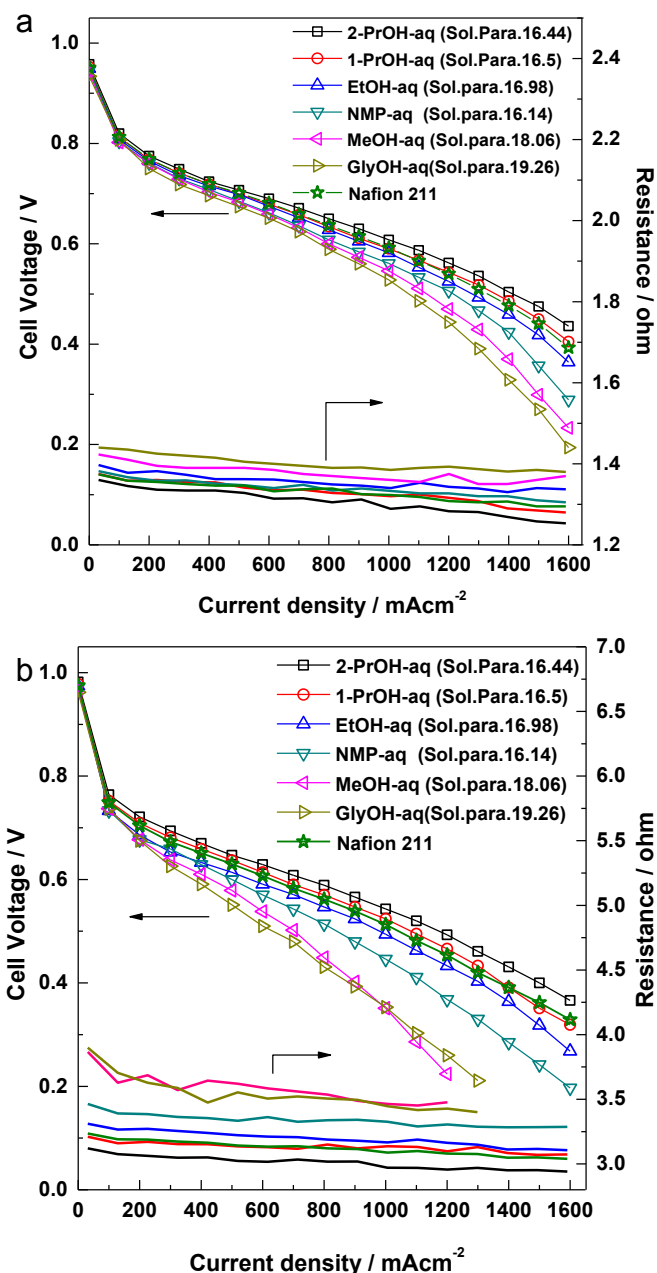 a
2-PrOH-aq (Sol.Para.16.44)
1-PrOH-aq (Sol.Para.16.5)
EtOH-aq (Sol.para.16.98)
NMP-aq (Sol.para.16.14)
MeOH-aq (Sol.para.18.06)
GlyOH-aq(Sol.para.19.26)
Nafion 211
Cell Voltage / V
1.0
0.8
0.6
0.4
0.2
0.0
2.4
2.2
2.0
1.8
1.6
1.4
1.2
Resistance / ohm
0 200 400 600 800 1000 1200 1400 1600
Current density / mAcm-2
b
2-PrOH-aq (Sol.Para.16.44)
1-PrOH-aq (Sol.Para.16.5)
EtOH-aq (Sol.para.16.98)
NMP-aq (Sol.para.16.14)
MeOH-aq (Sol.para.18.06)
GlyOH-aq(Sol.para.19.26)
Nafion 211
Cell Voltage / V
1.0
0.8
0.6
0.4
0.2
0.0
7.0
6.5
6.0
5.5
5.0
4.5
4.0
3.5
3.0
Resistance / ohm
0 200 400 600 800 1000 1200 1400 1600
Current density / mAcm-2